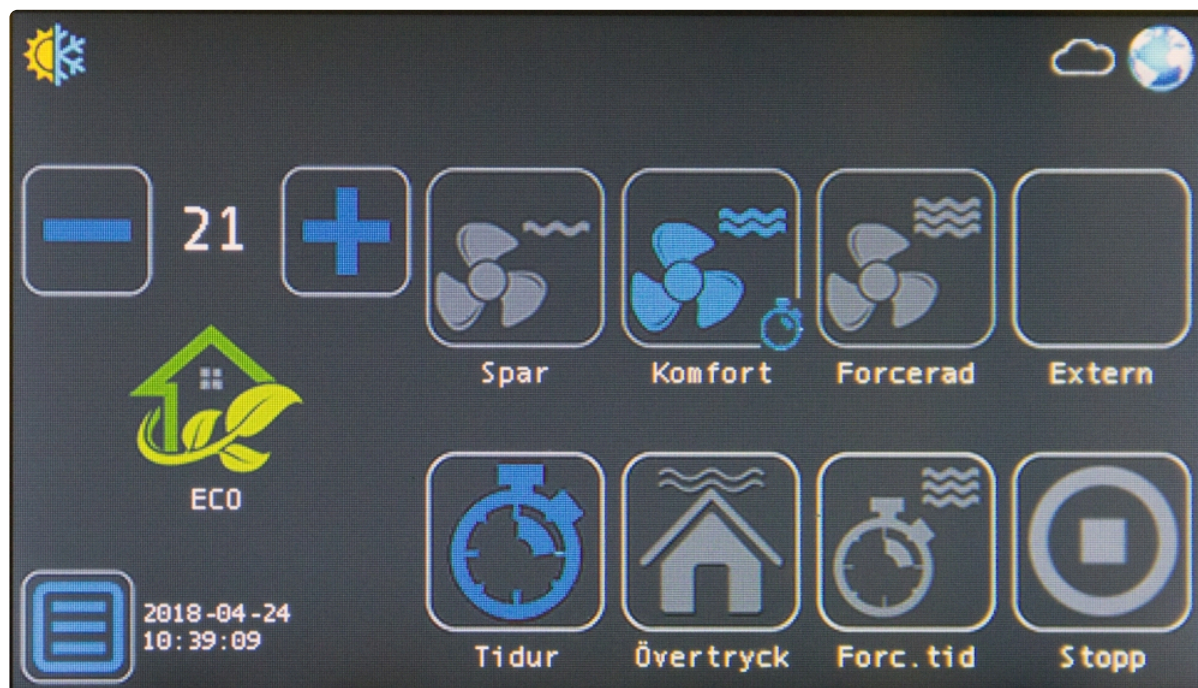 21
Spar
Komfort
Forcerad
Extern
ECO
2018-04-24
10:39:09
Tidur
Övertryck
Forc.tid
Stopp